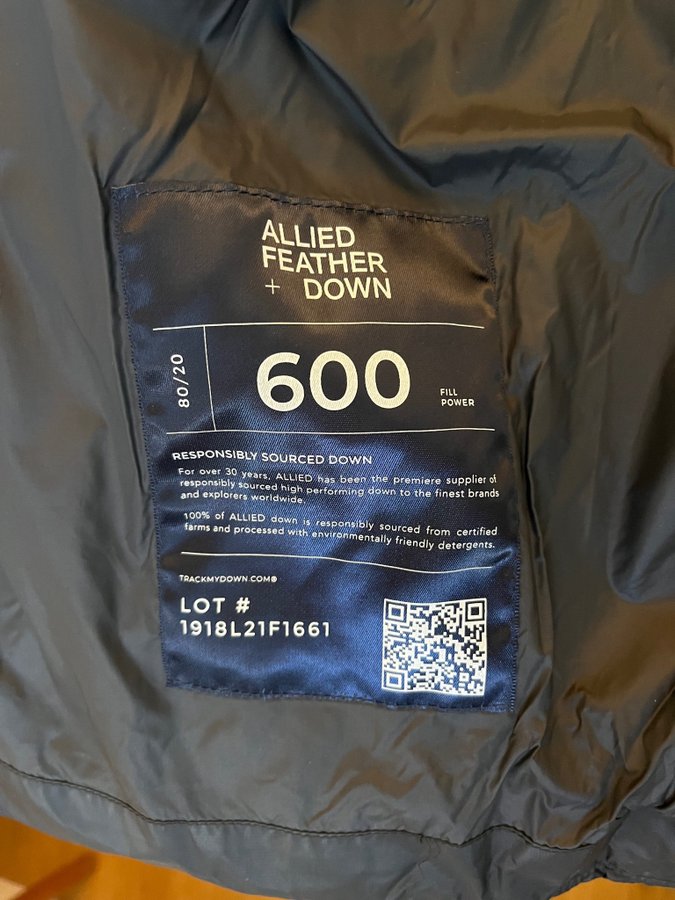 ALLIED
FEATHER
+ DOWN
80/20
600
FILL
POWER
RESPONSIBLY SOURCED DOWN
For over 30 years, ALLIED has been the premiere supplier of
responsibly sourced high performing down to the finest brands
and explorers worldwide.
100% of ALLIED down is responsibly sourced from certified
farms and processed with environmentally friendly detergents.
TRACKMYDOWN.COM®
LOT #
1918L21F1661